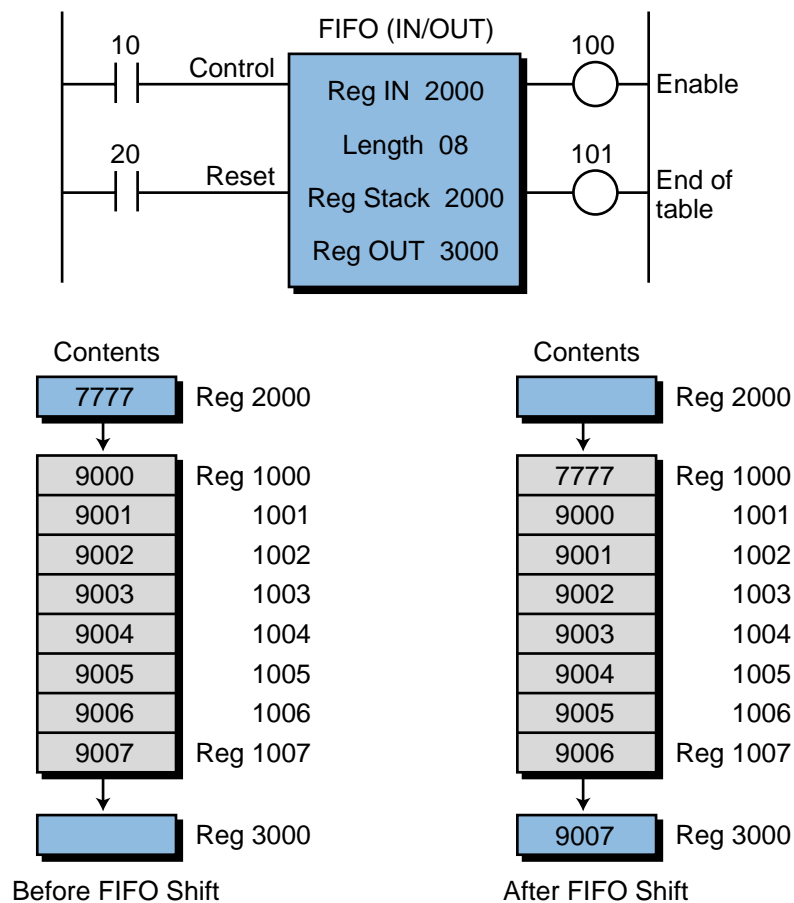 FIFO (IN/OUT)
10
Control
100
Enable
Reg IN 2000
Length 08
20
Reset
101
End of
table
Reg Stack 2000
Reg OUT 3000
Contents
7777 Reg 2000
9000 Reg 1000
9001 1001
9002 1002
9003 1003
9004 1004
9005 1005
9006 1006
9007 Reg 1007
Reg 3000
Before FIFO Shift
Contents
Reg 2000
7777 Reg 1000
9000 1001
9001 1002
9002 1003
9003 1004
9004 1005
9005 1006
9006 Reg 1007
9007 Reg 3000
After FIFO Shift